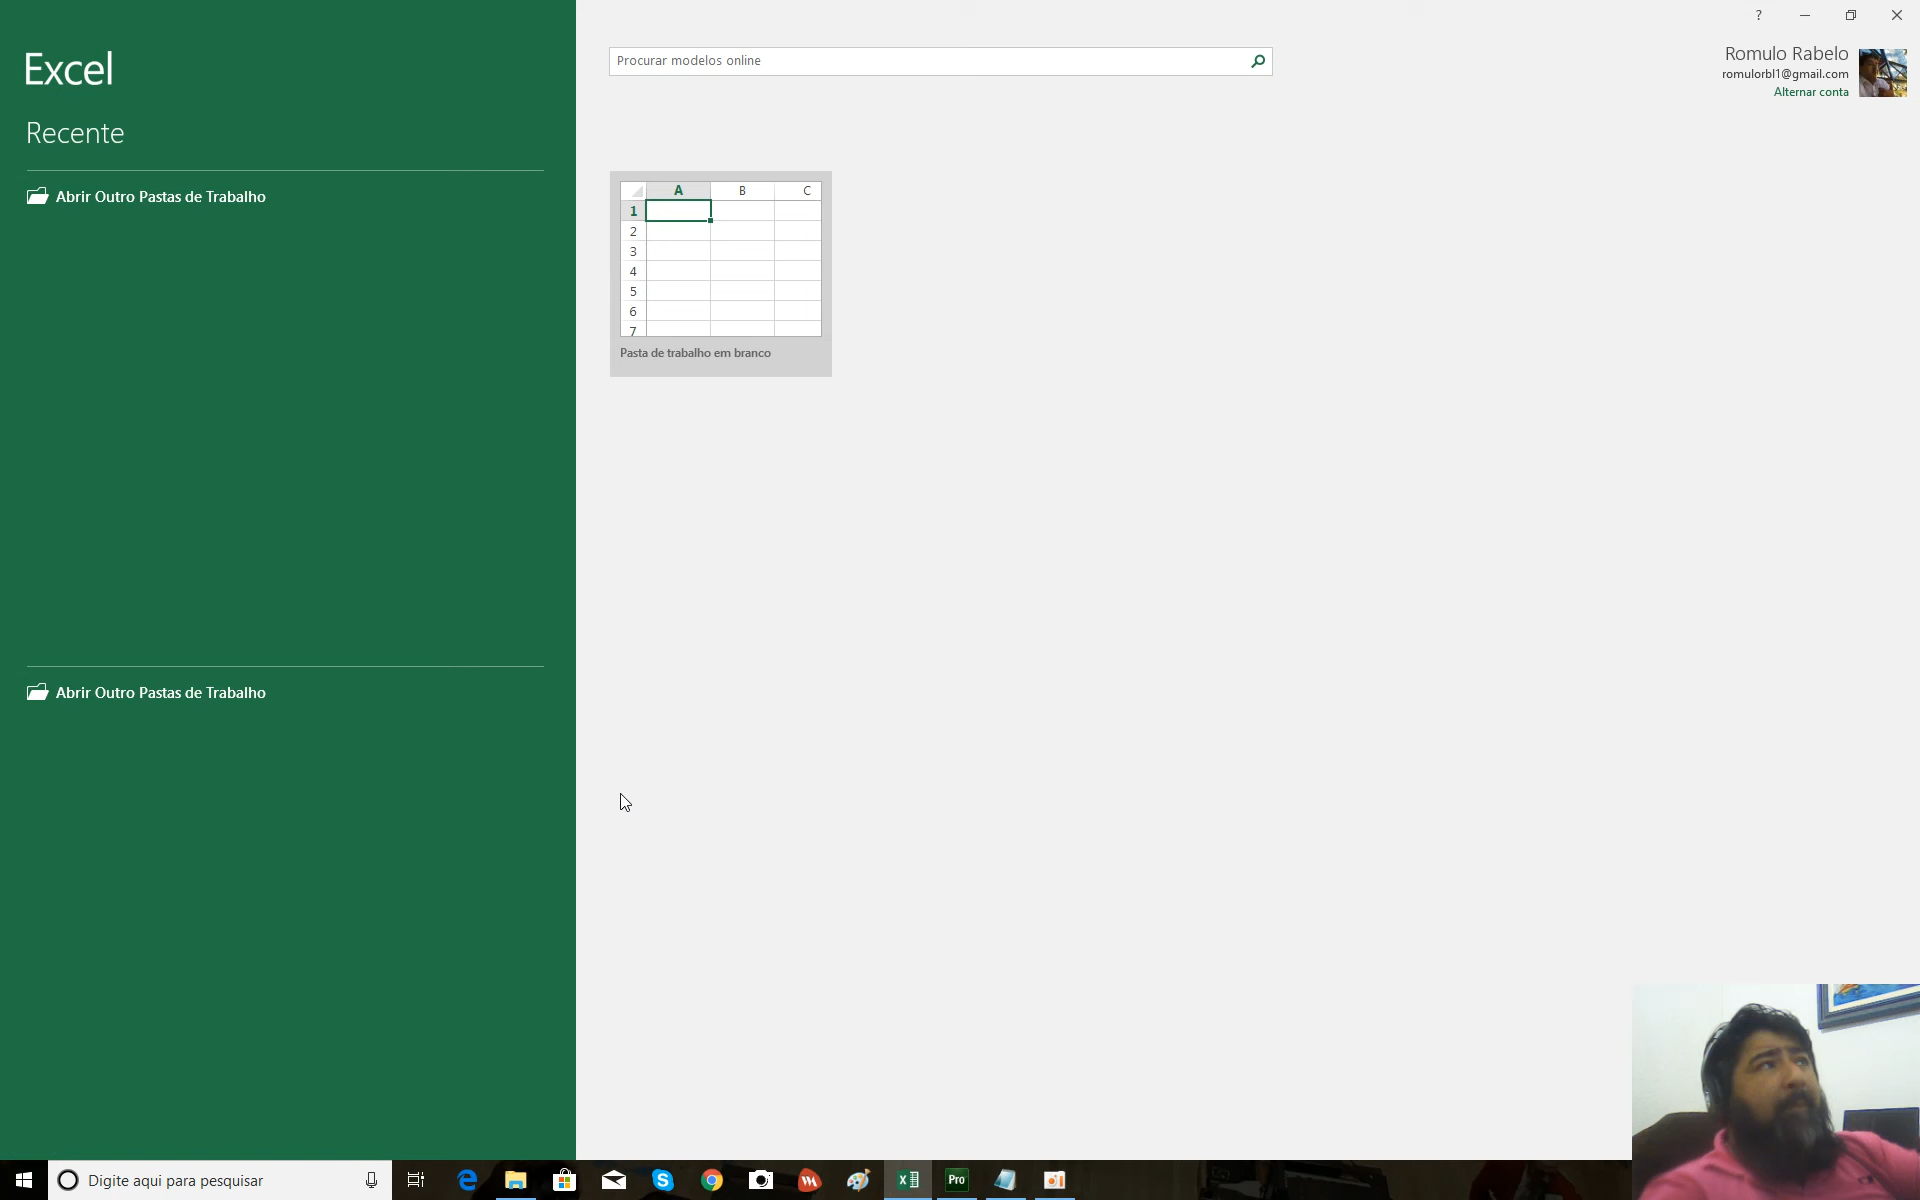 Excel
Recente
Abrir Outro Pastas de Trabalho
Abrir Outro Pastas de Trabalho
?
Procurar modelos online
Romulo Rabelo
romulorbl1@gmail.com
Alternar conta
A B C
1
2
3
4
5
6
7
Pasta de trabalho em branco
Digite aqui para pesquisar
Pro